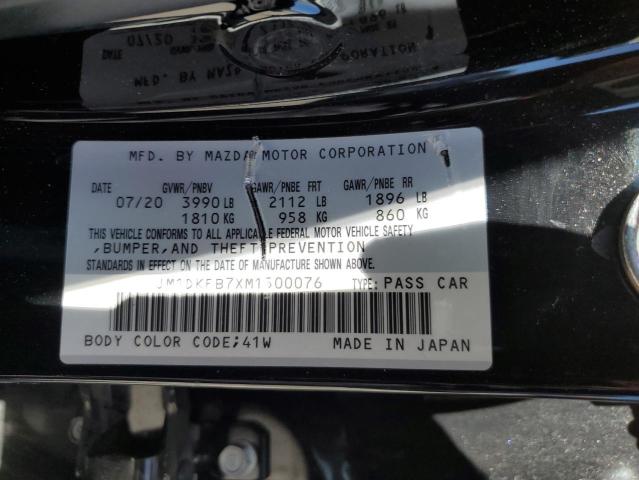 07/20
MFD. BY MAZDA MOTOR CORPORATION
DATE GVWR/PNBV GAWR/PNBE FRT GAWR/PNBE RR
07/20 3990 LB 2112 LB 1896 LB
1810 KG 958 KG 860 KG
THIS VEHICLE CONFORMS TO ALL APPLICABLE FEDERAL MOTOR VEHICLE SAFETY
,BUMPER,AND THEFT PREVENTION
STANDARDS IN EFFECT ON THE DATE OF MANUFACTURE SHOWN ABOVE.
TYPE: PASS CAR
BODY COLOR CODE;41W MADE IN JAPAN